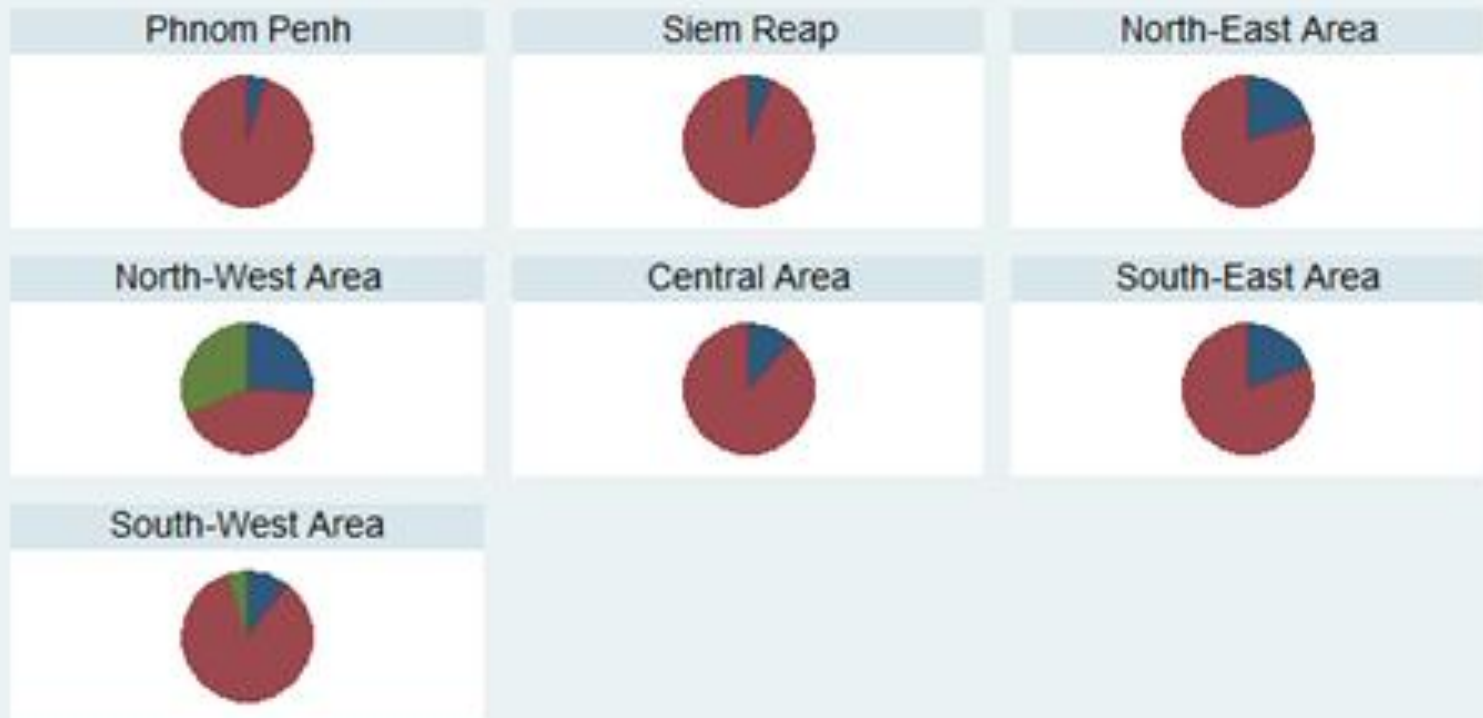 Phnom Penh
Siem Reap
North-East Area
North-West Area
Central Area
South-East Area
South-West Area